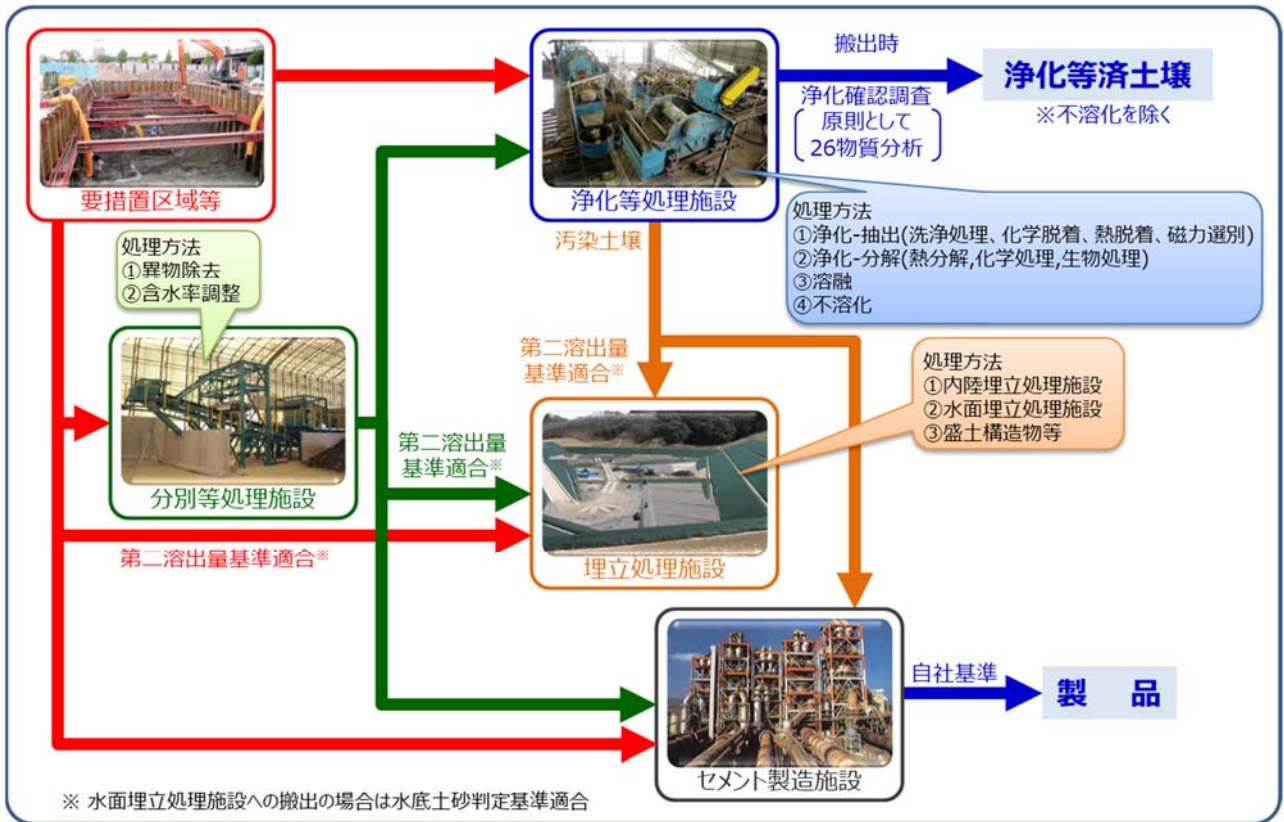 要措置区域等
浄化等処理施設
搬出時
浄化確認調査
原則として
26物質分析
浄化等済土壌
※不溶化を除く
処理方法
①浄化-抽出(洗浄処理、化学脱着、熱脱着、磁力選別)
②浄化-分解(熱分解,化学処理,生物処理)
③溶融
④不溶化
汚染土壌
処理方法
①異物除去
②含水率調整
分別等処理施設
第二溶出量
基準適合※
第二溶出量
基準適合※
第二溶出量基準適合※
処理方法
①内陸埋立処理施設
②水面埋立処理施設
③盛土構造物等
埋立処理施設
セメント製造施設
自社基準
製　品
※ 水面埋立処理施設への搬出の場合は水底土砂判定基準適合